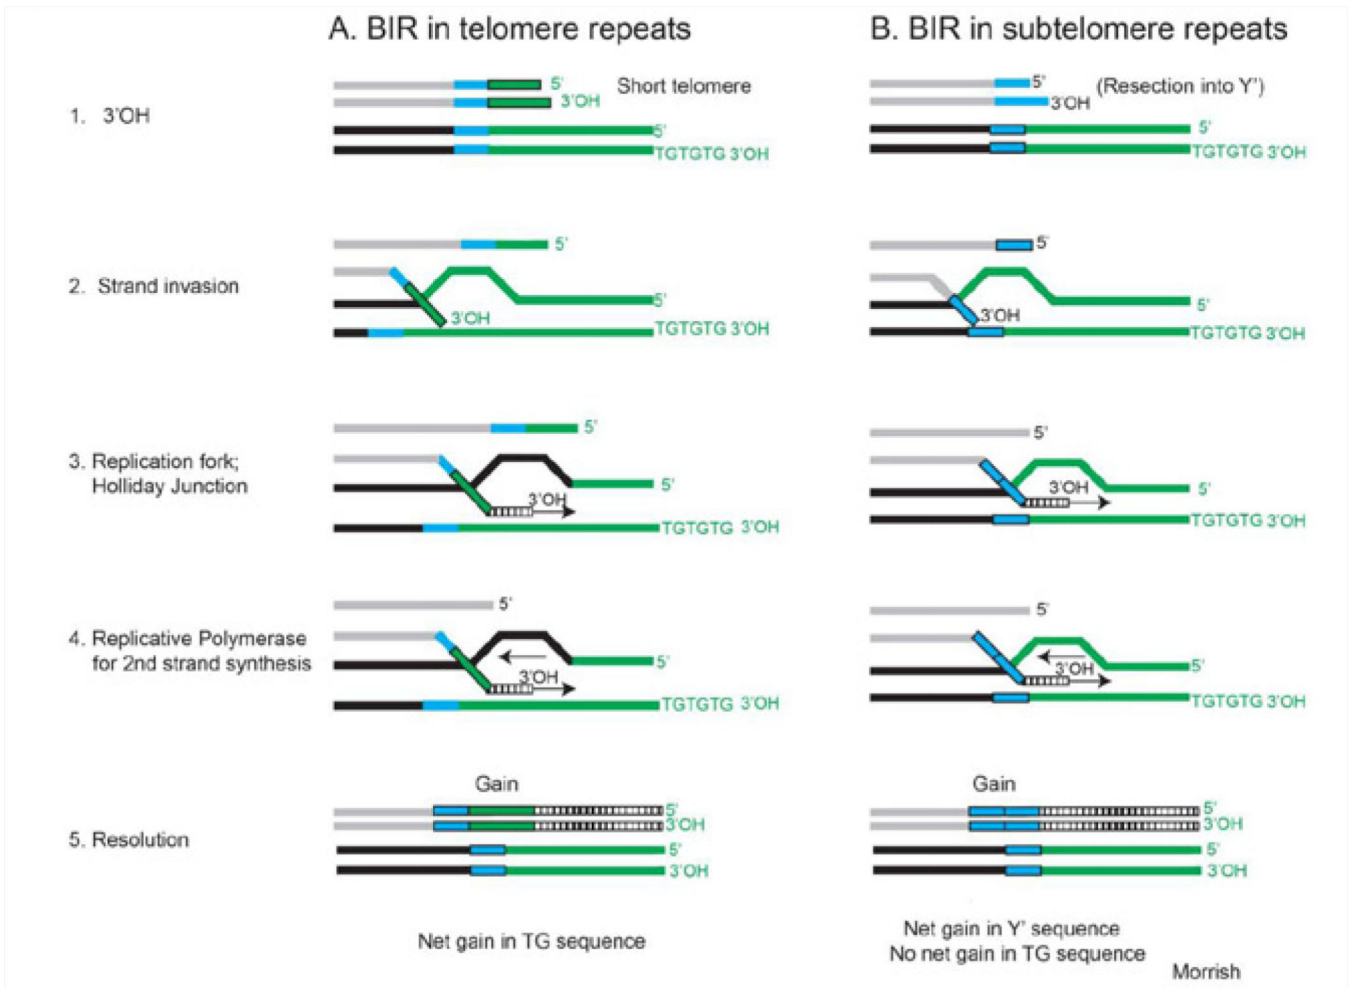 A. BIR in telomere repeats
B. BIR in subtelomere repeats
1. 3'OH
5'
3'OH
Short telomere
5'
TGTGTG 3'OH
5'
3'OH
(Resection into Y')
5'
TGTGTG 3'OH
2. Strand invasion
5'
3'OH
5'
TGTGTG 3'OH
5'
3'OH
5'
TGTGTG 3'OH
3. Replication fork;
Holliday Junction
5'
3'OH
5'
TGTGTG 3'OH
5'
3'OH
5'
TGTGTG 3'OH
4. Replicative Polymerase
for 2nd strand synthesis
5'
3'OH
5'
TGTGTG 3'OH
5'
3'OH
5'
TGTGTG 3'OH
5. Resolution
Gain
5'
3'OH
5'
3'OH
Gain
5'
3'OH
5'
3'OH
Net gain in TG sequence
Net gain in Y' sequence
No net gain in TG sequence
Morrish